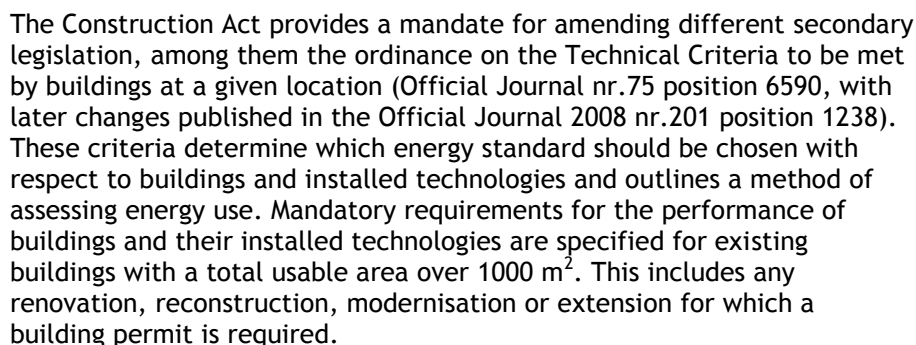 The Construction Act provides a mandate for amending different secondary
legislation, among them the ordinance on the Technical Criteria to be met
by buildings at a given location (Official Journal nr.75 position 6590, with
later changes published in the Official Journal 2008 nr.201 position 1238).
These criteria determine which energy standard should be chosen with
respect to buildings and installed technologies and outlines a method of
assessing energy use. Mandatory requirements for the performance of
buildings and their installed technologies are specified for existing
buildings with a total usable area over 1000 m². This includes any
renovation, reconstruction, modernisation or extension for which a
building permit is required.